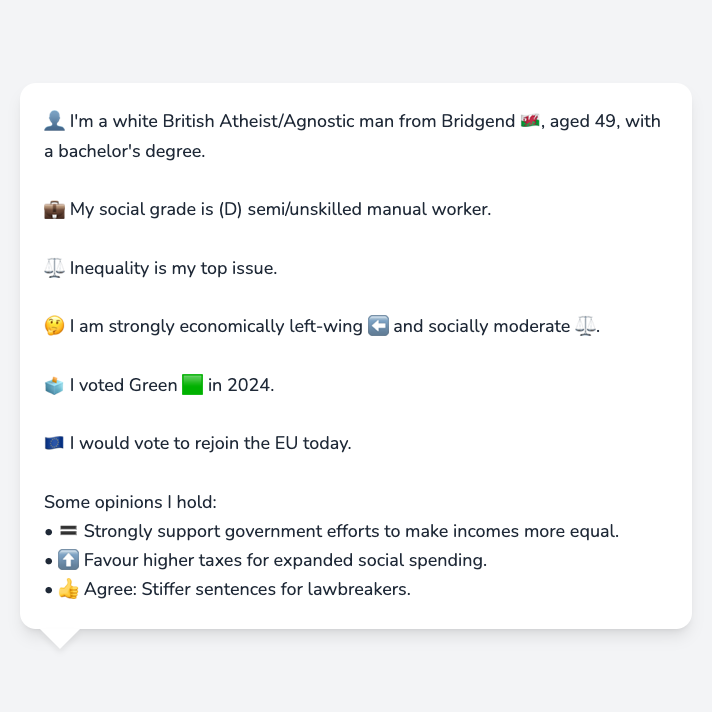 👤 I'm a white British Atheist/Agnostic man from Bridgend 🏴󠁧󠁢󠁷󠁬󠁳󠁿, aged 49, with
a bachelor's degree.
💼 My social grade is (D) semi/unskilled manual worker.
⚖️ Inequality is my top issue.
🤔 I am strongly economically left-wing ⬅️ and socially moderate ⚖️.
🗳️ I voted Green 🟩 in 2024.
🇪🇺 I would vote to rejoin the EU today.
Some opinions I hold:
• 🟰 Strongly support government efforts to make incomes more equal.
• ⬆️ Favour higher taxes for expanded social spending.
• 👍 Agree: Stiffer sentences for lawbreakers.